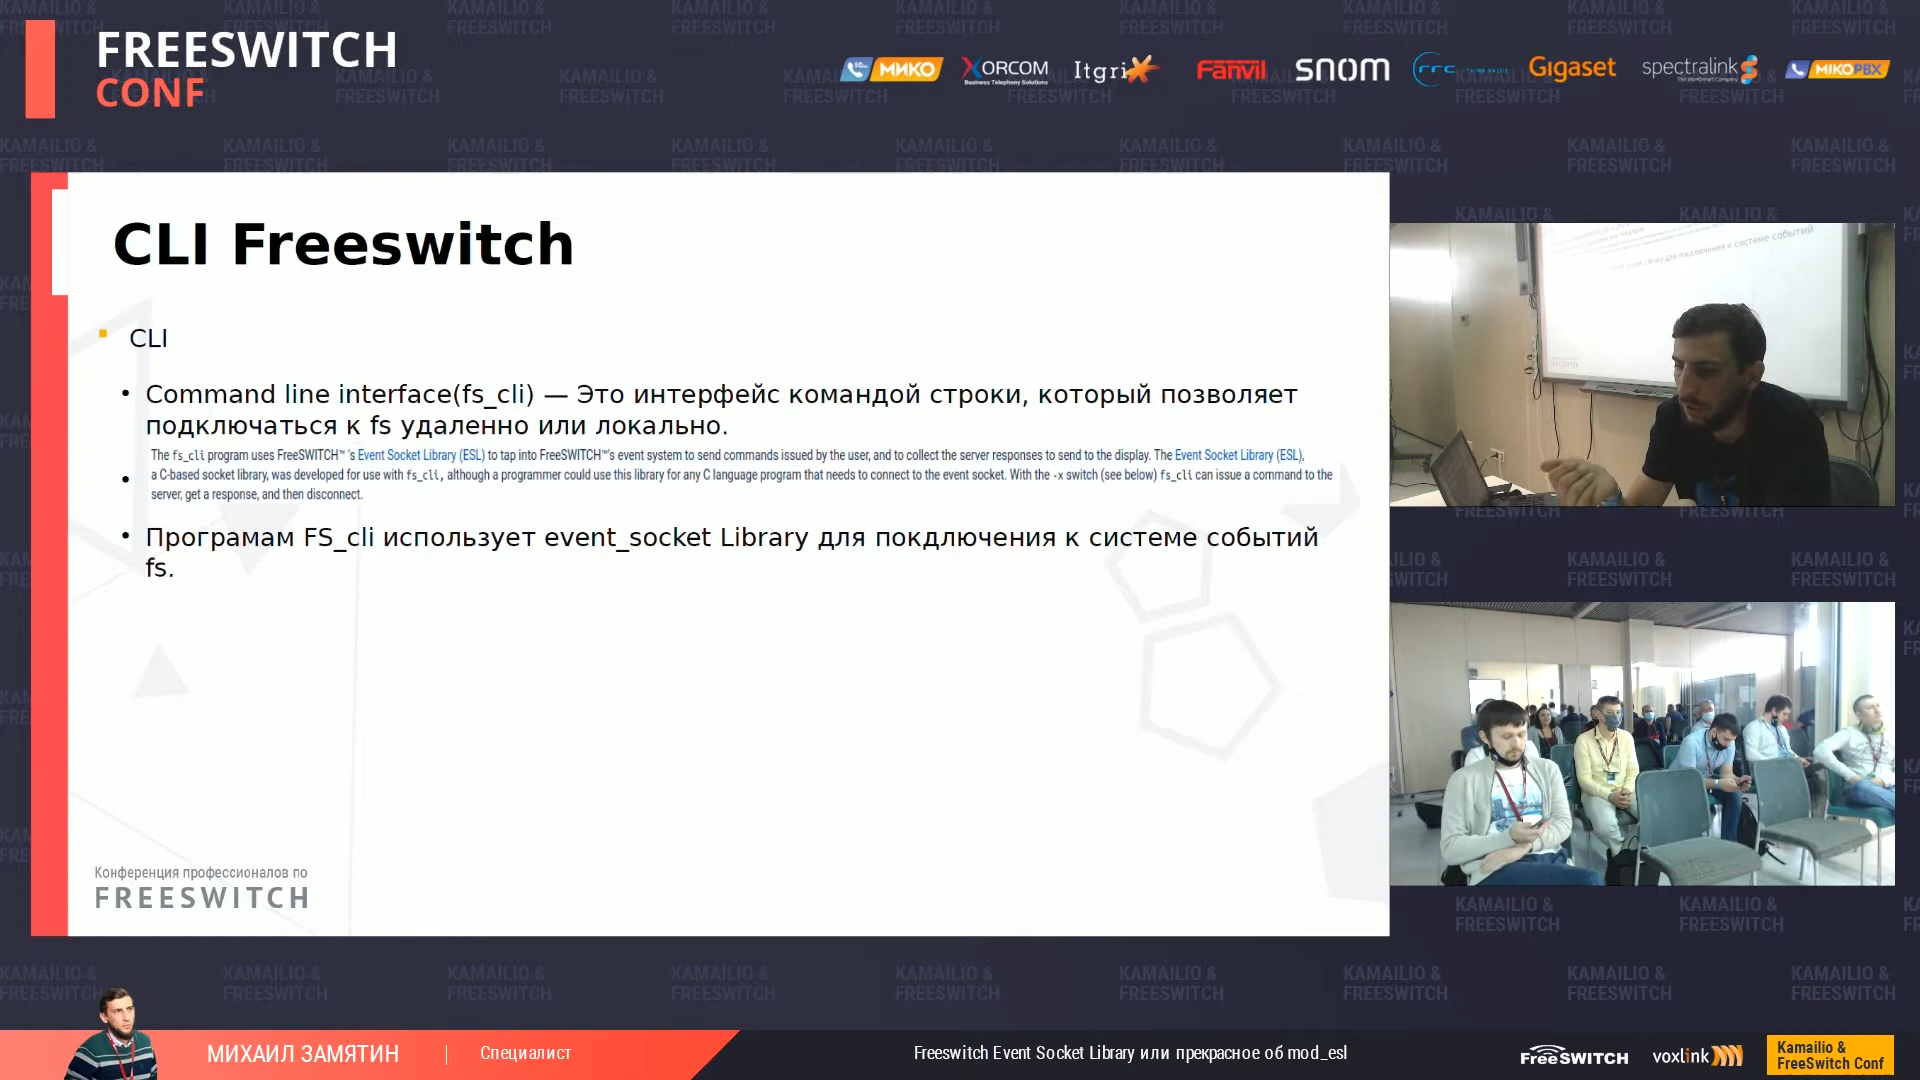 FREESWITCH
CONF
МИКО
XORCOM
Business Telephony Solutions
Itgrix
Fanvil
snom
rrc
Gigaset
spectralink
MIKOPBX
CLI Freeswitch
CLI
Command line interface(fs_cli) — Это интерфейс командой строки, который позволяет
подключаться к fs удаленно или локально.
The fs_cli program uses FreeSWITCH™ 's Event Socket Library (ESL) to tap into FreeSWITCH™'s event system to send commands issued by the user, and to collect the server responses to send to the display. The Event Socket Library (ESL),
a C-based socket library, was developed for use with fs_cli, although a programmer could use this library for any C language program that needs to connect to the event socket. With the -x switch (see below) fs_cli can issue a command to the
server, get a response, and then disconnect.
Програмам FS_cli использует event_socket Library для покдлючения к системе событий
fs.
Конференция профессионалов по
FREESWITCH
МИХАИЛ ЗАМЯТИН
Специалист
Freeswitch Event Socket Library или прекрасное об mod_esl
FreeSWITCH
voxlink
Kamailio &
FreeSwitch Conf
KAMAILIO &
FREESWITCH